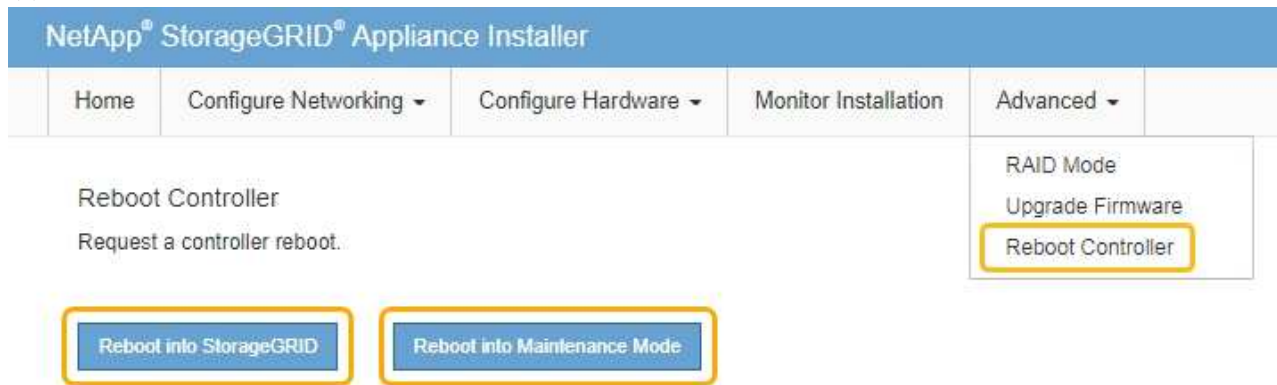 NetApp® StorageGRID® Appliance Installer
Home Configure Networking Configure Hardware Monitor Installation Advanced
RAID Mode
Upgrade Firmware
Reboot Controller
Reboot Controller
Request a controller reboot.
Reboot into StorageGRID Reboot into Maintenance Mode